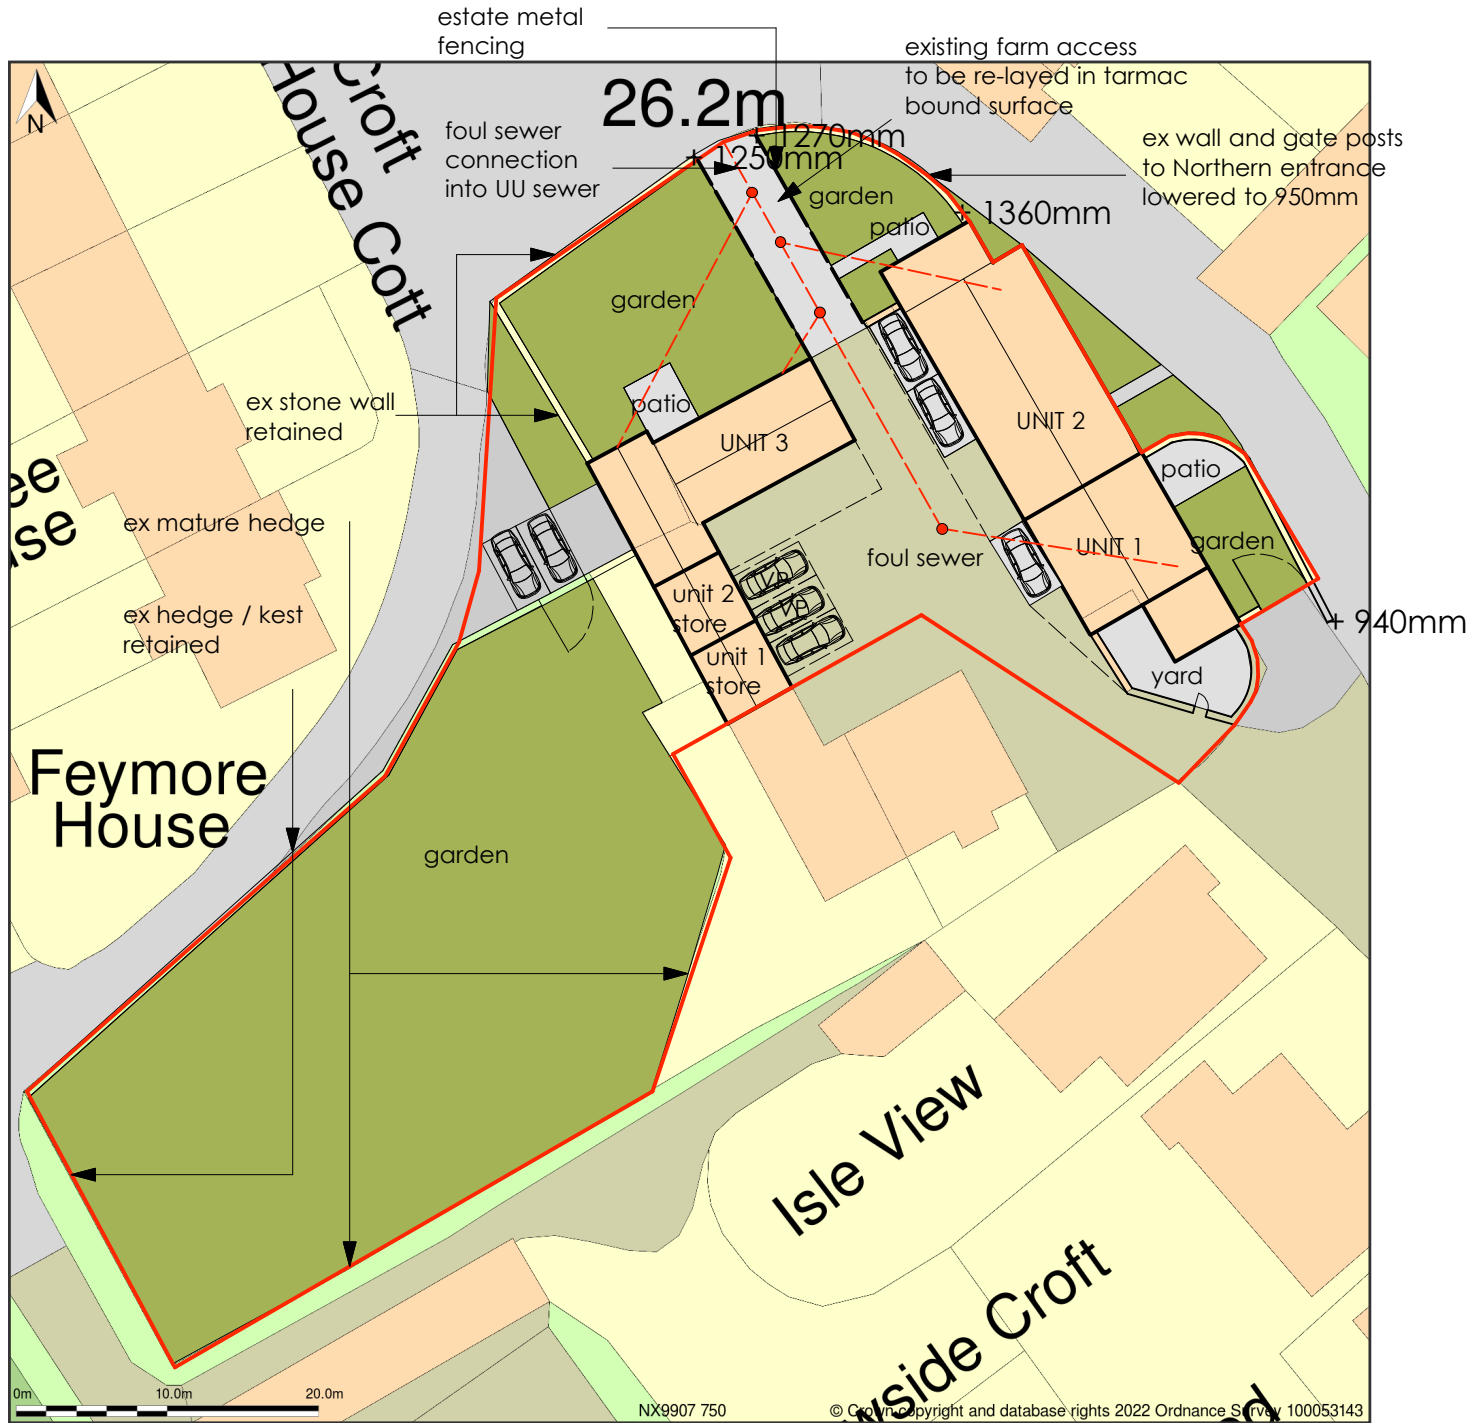 estate metal
fencing
existing farm access
to be re-layed in tarmac
bound surface
N
Croft
House Cott
26.2m
foul sewer
connection
into UU sewer
+ 1270mm
+ 1250mm
ex wall and gate posts
to Northern entrance
lowered to 950mm
garden
patio
+ 1360mm
garden
patio
ex stone wall
retained
UNIT 3
UNIT 2
patio
garden
UNIT 1
foul sewer
ex mature hedge
VP
VP
unit 2
store
unit 1
store
ex hedge / kest
retained
+ 940mm
yard
Feymore
House
garden
Isle View
0m
10.0m
20.0m
NX9907 750
© Crown copyright and database rights 2022 Ordnance Survey 100053143